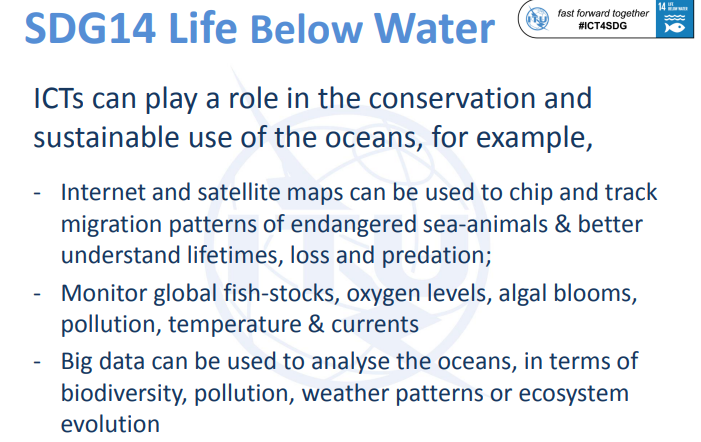 SDG14 Life Below Water
ITU
fast forward together
#ICT4SDG
14 LIFE
BELOW WATER
ICTs can play a role in the conservation and
sustainable use of the oceans, for example,
- Internet and satellite maps can be used to chip and track
migration patterns of endangered sea-animals & better
understand lifetimes, loss and predation;
- Monitor global fish-stocks, oxygen levels, algal blooms,
pollution, temperature & currents
- Big data can be used to analyse the oceans, in terms of
biodiversity, pollution, weather patterns or ecosystem
evolution
ITU